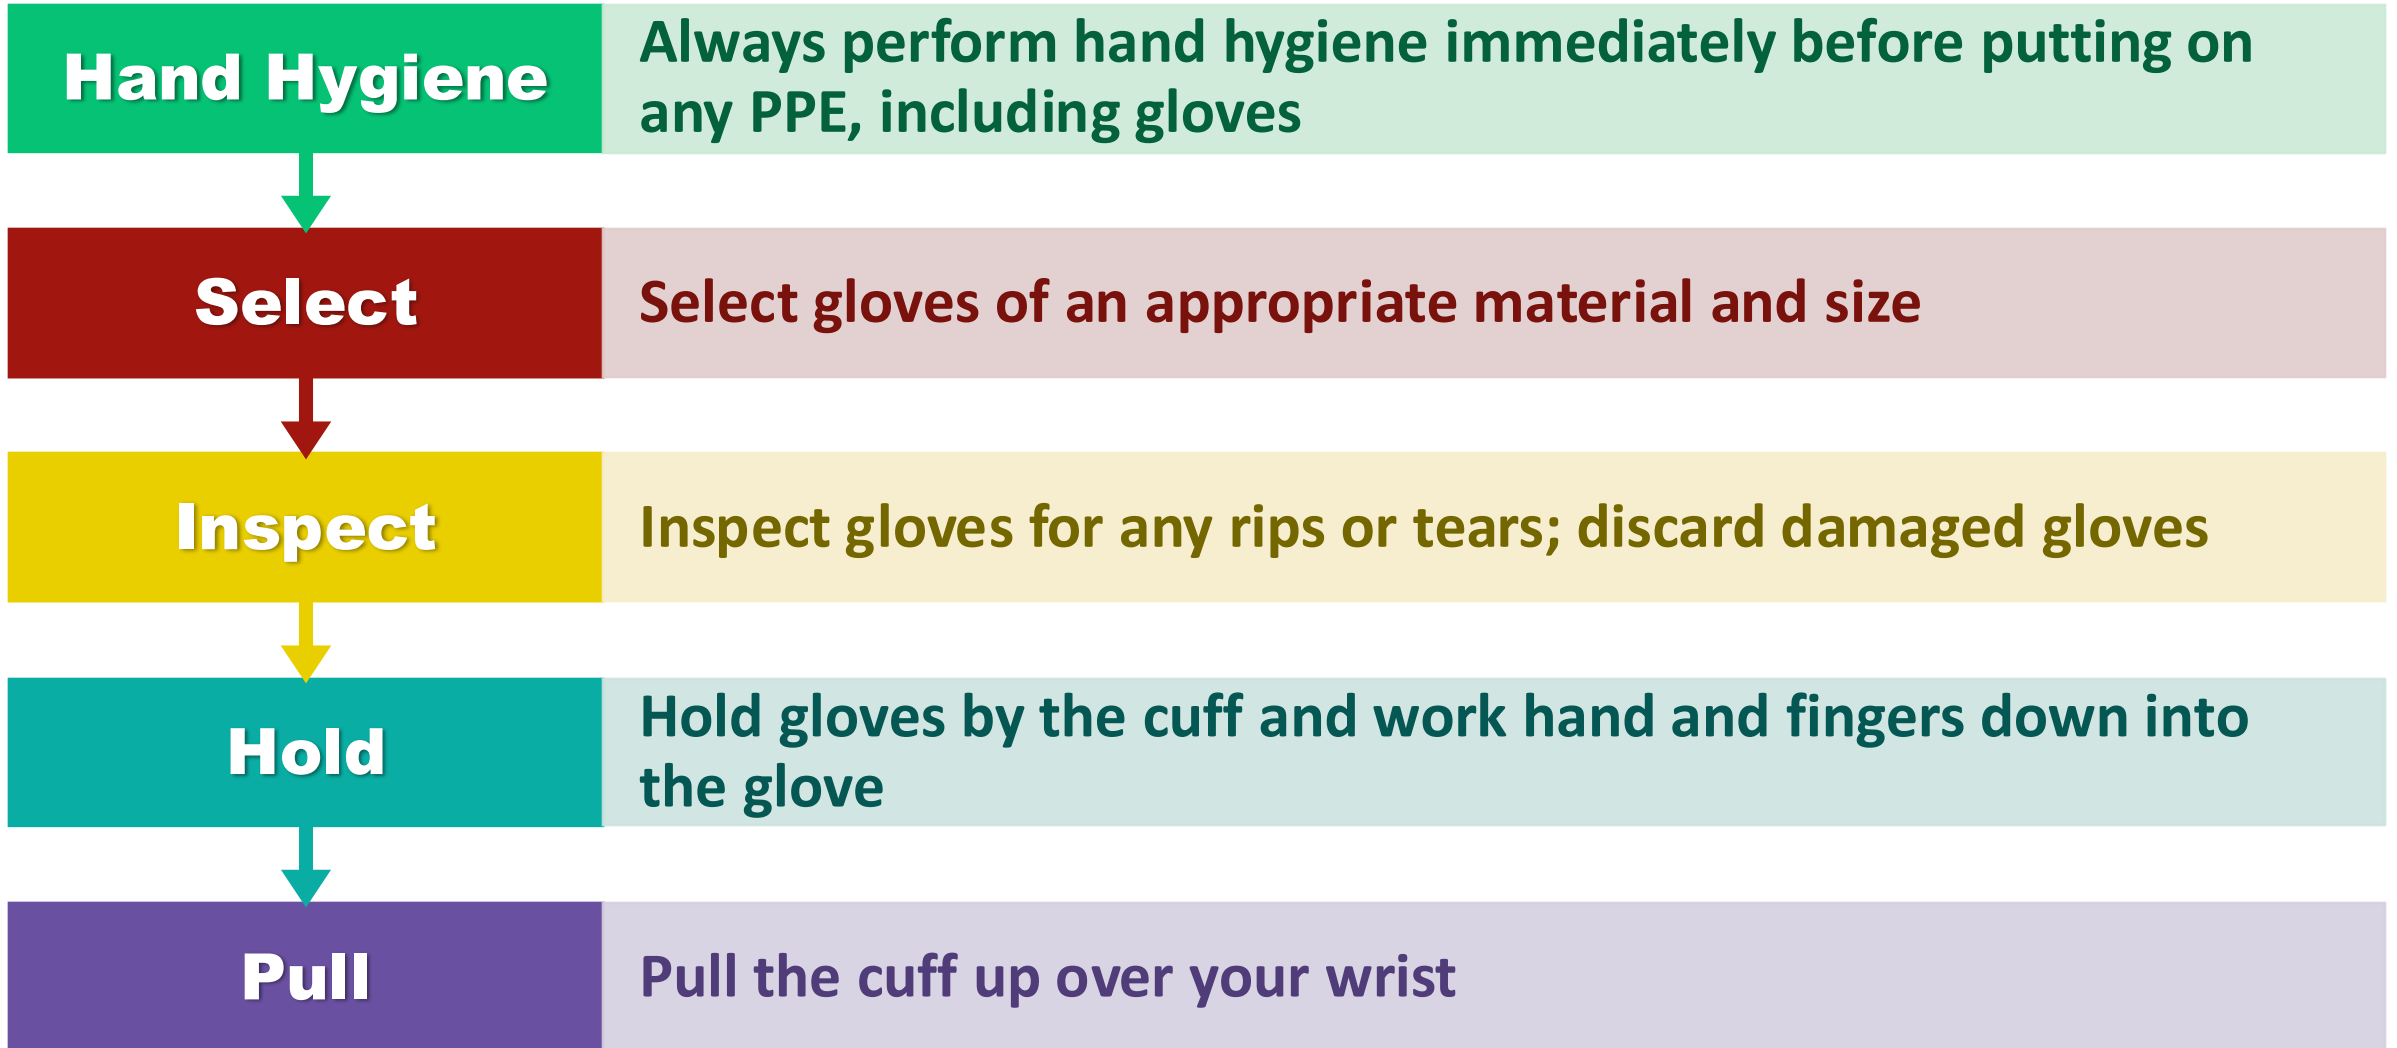 Hand Hygiene
Always perform hand hygiene immediately before putting on
any PPE, including gloves
Select
Select gloves of an appropriate material and size
Inspect
Inspect gloves for any rips or tears; discard damaged gloves
Hold
Hold gloves by the cuff and work hand and fingers down into
the glove
Pull
Pull the cuff up over your wrist